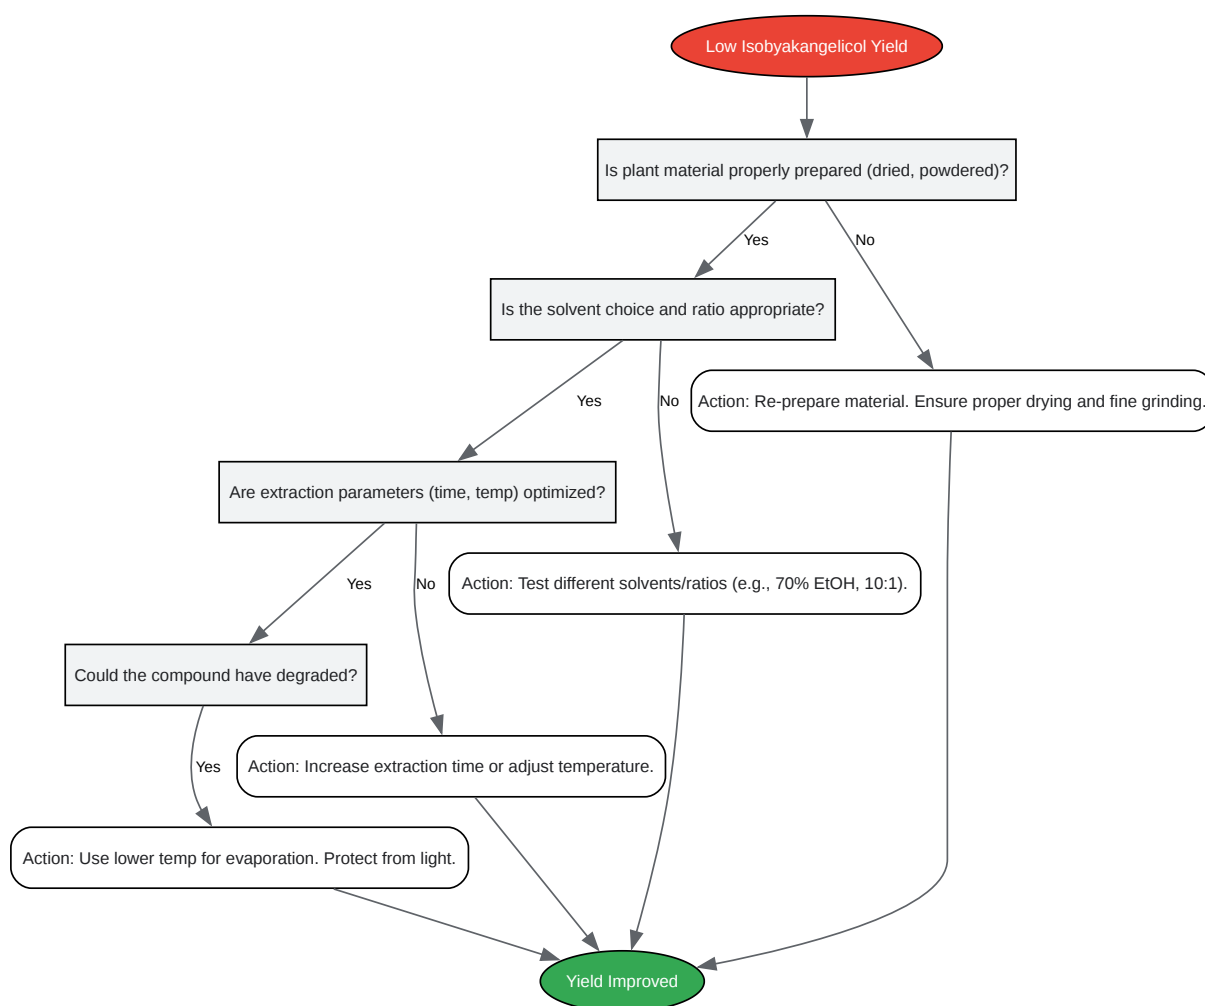 Low Isobyakangelicol Yield
Is plant material properly prepared (dried, powdered)?
Yes
No
Is the solvent choice and ratio appropriate?
Yes
No
Action: Re-prepare material. Ensure proper drying and fine grinding.
Are extraction parameters (time, temp) optimized?
Yes
No
Action: Test different solvents/ratios (e.g., 70% EtOH, 10:1).
Could the compound have degraded?
Yes
Action: Increase extraction time or adjust temperature.
Action: Use lower temp for evaporation. Protect from light.
Yield Improved